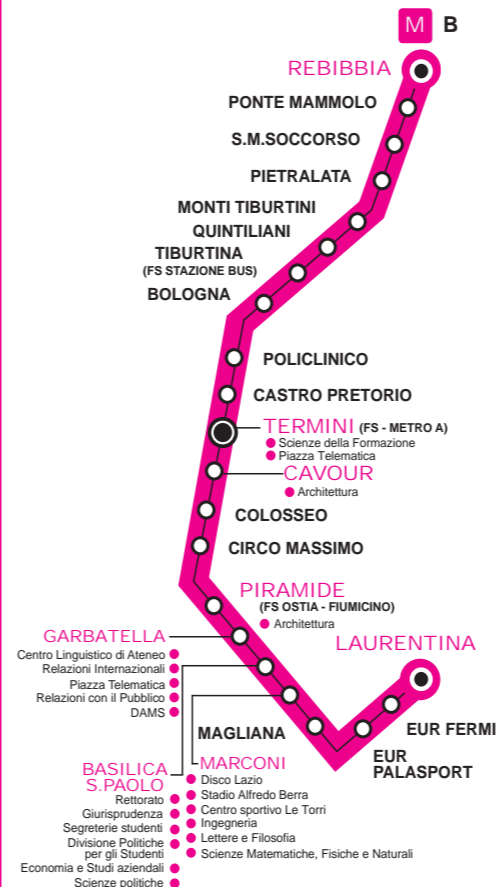 M B
REBIBBIA
PONTE MAMMOLO
S.M.SOCCORSO
PIETRALATA
MONTI TIBURTINI
QUINTILIANI
TIBURTINA
(FS STAZIONE BUS)
BOLOGNA
POLICLINICO
CASTRO PRETORIO
TERMINI (FS - METRO A)
Scienze della Formazione
Piazza Telematica
CAVOUR
Architettura
COLOSSEO
CIRCO MASSIMO
PIRAMIDE
(FS OSTIA - FIUMICINO)
Architettura
GARBATELLA
Centro Linguistico di Ateneo
Relazioni Internazionali
Piazza Telematica
Relazioni con il Pubblico
DAMS
LAURENTINA
EUR FERMI
EUR
PALASPORT
MAGLIANA
MARCONI
Disco Lazio
Stadio Alfredo Berra
Centro sportivo Le Torri
Ingegneria
Lettere e Filosofia
Scienze Matematiche, Fisiche e Naturali
BASILICA
S.PAOLO
Rettorato
Giurisprudenza
Segreterie studenti
Divisione Politiche
per gli Studenti
Economia e Studi aziendali
Scienze politiche